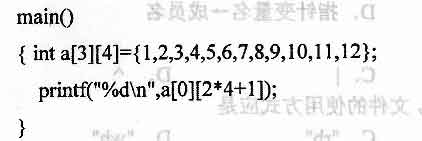 main()
{ int a[3][4]={1,2,3,4,5,6,7,8,9,10,11,12};
printf("%d\n",a[0][2*4+1]);
}